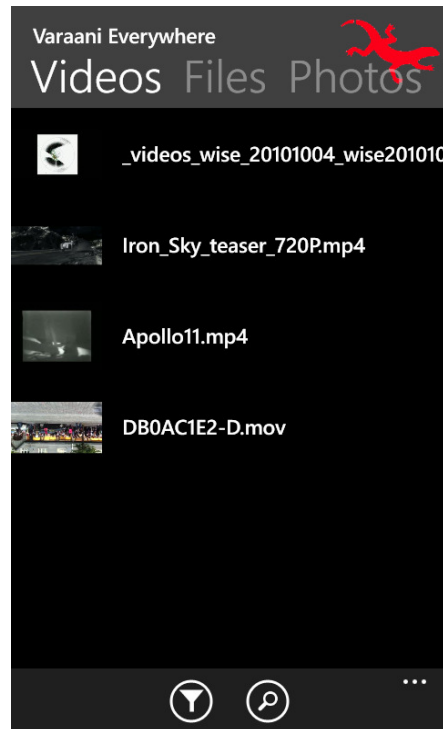 Varaani Everywhere
Videos Files Photos
_videos_wise_20101004_wise201010
Iron_Sky_teaser_720P.mp4
Apollo11.mp4
DB0AC1E2-D.mov